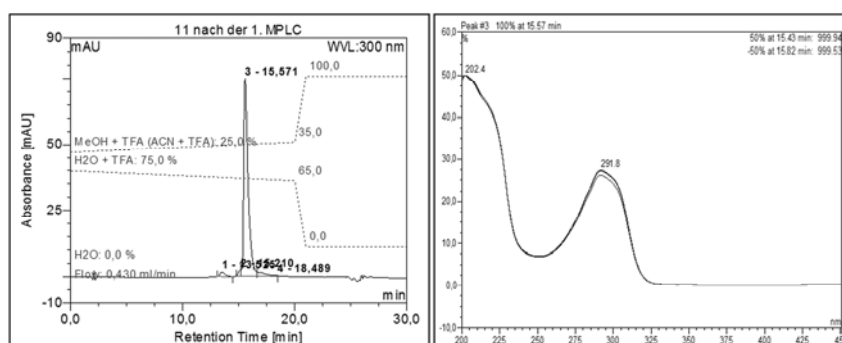 11 nach der 1. MPLC
WVL:300 nm
90
mAU
3 - 15,571
100,0
MeOH + TFA (ACN + TFA): 25,0 %
35,0
50
H2O + TFA: 75,0 %
65,0
25
0,0
H2O: 0,0 %
4 - 18,489
Flow: 0,430 ml/min
min
-10
0,0
10,0
20,0
30,0
Absorbance [mAU]
Retention Time [min]
Peak #3 100% at 15.57 min
60,0
%
50% at 15.43 min: 999.94
-50% at 15.82 min: 999.53
202.4
50,0
40,0
30,0
291.8
20,0
10,0
0,0
nm
-10,0
200
225
250
275
300
325
350
375
400
425